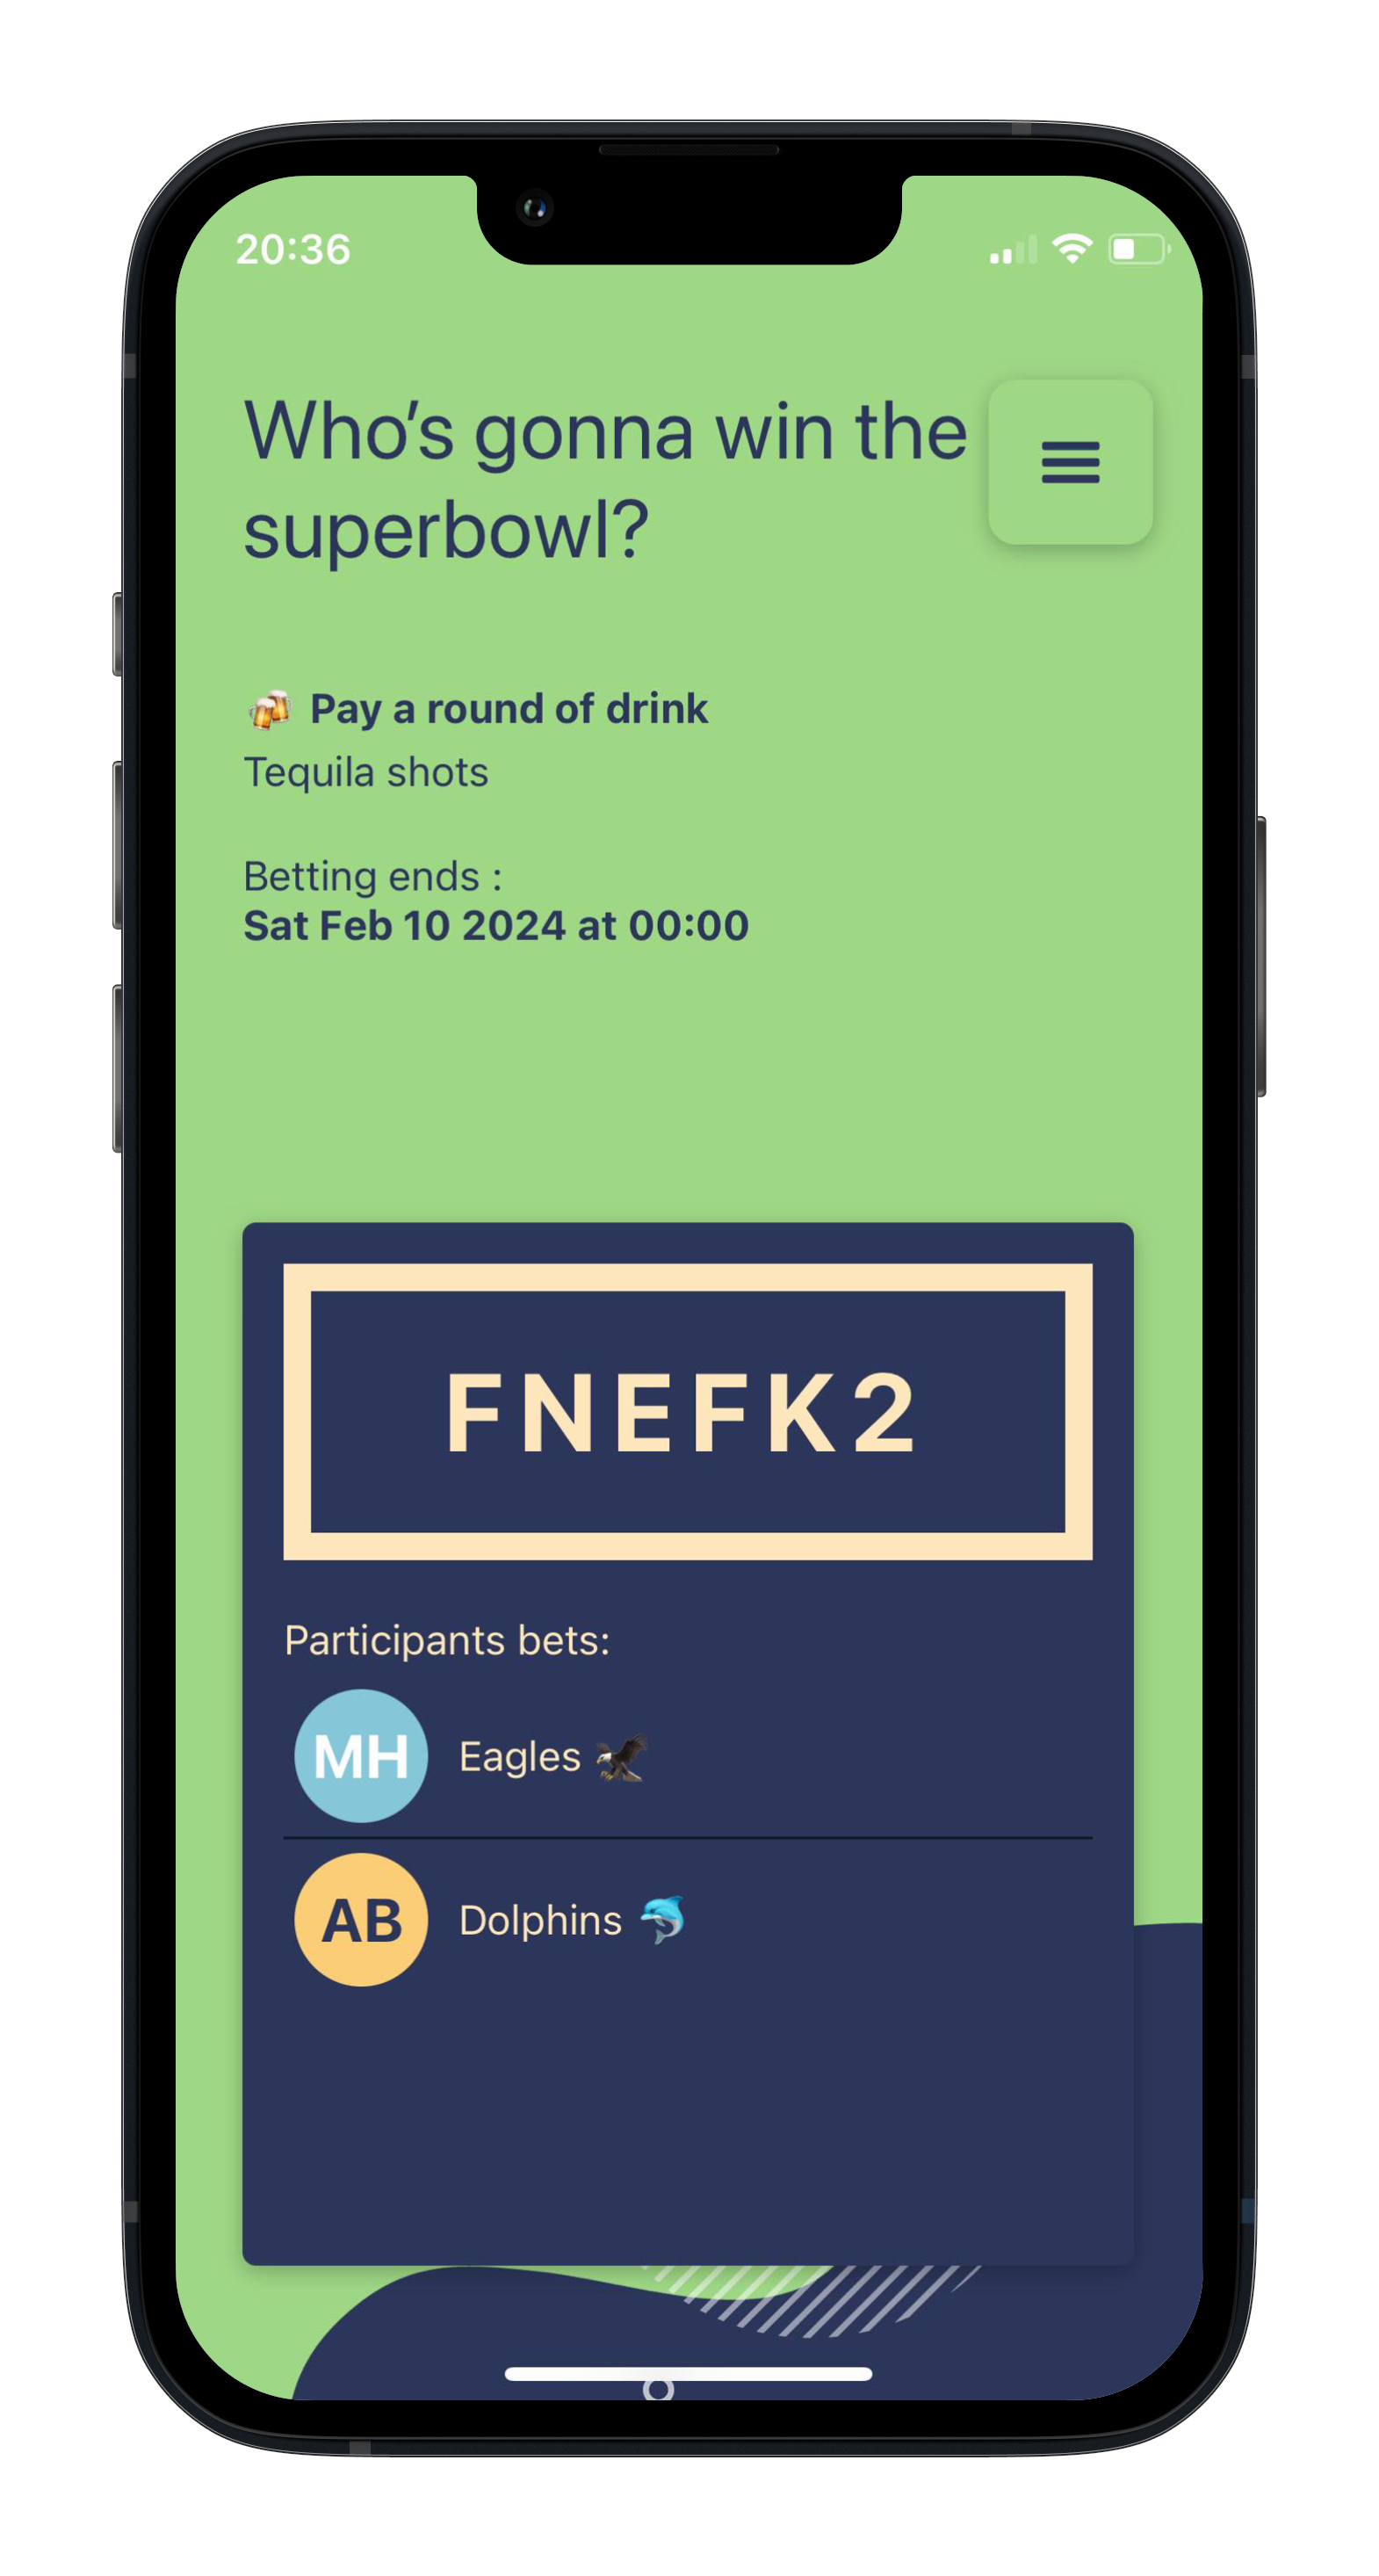 20:36
Who's gonna win the
superbowl?
🍻 Pay a round of drink
Tequila shots
Betting ends :
Sat Feb 10 2024 at 00:00
FNEFK2
Participants bets:
MH Eagles 🦅
AB Dolphins 🐬